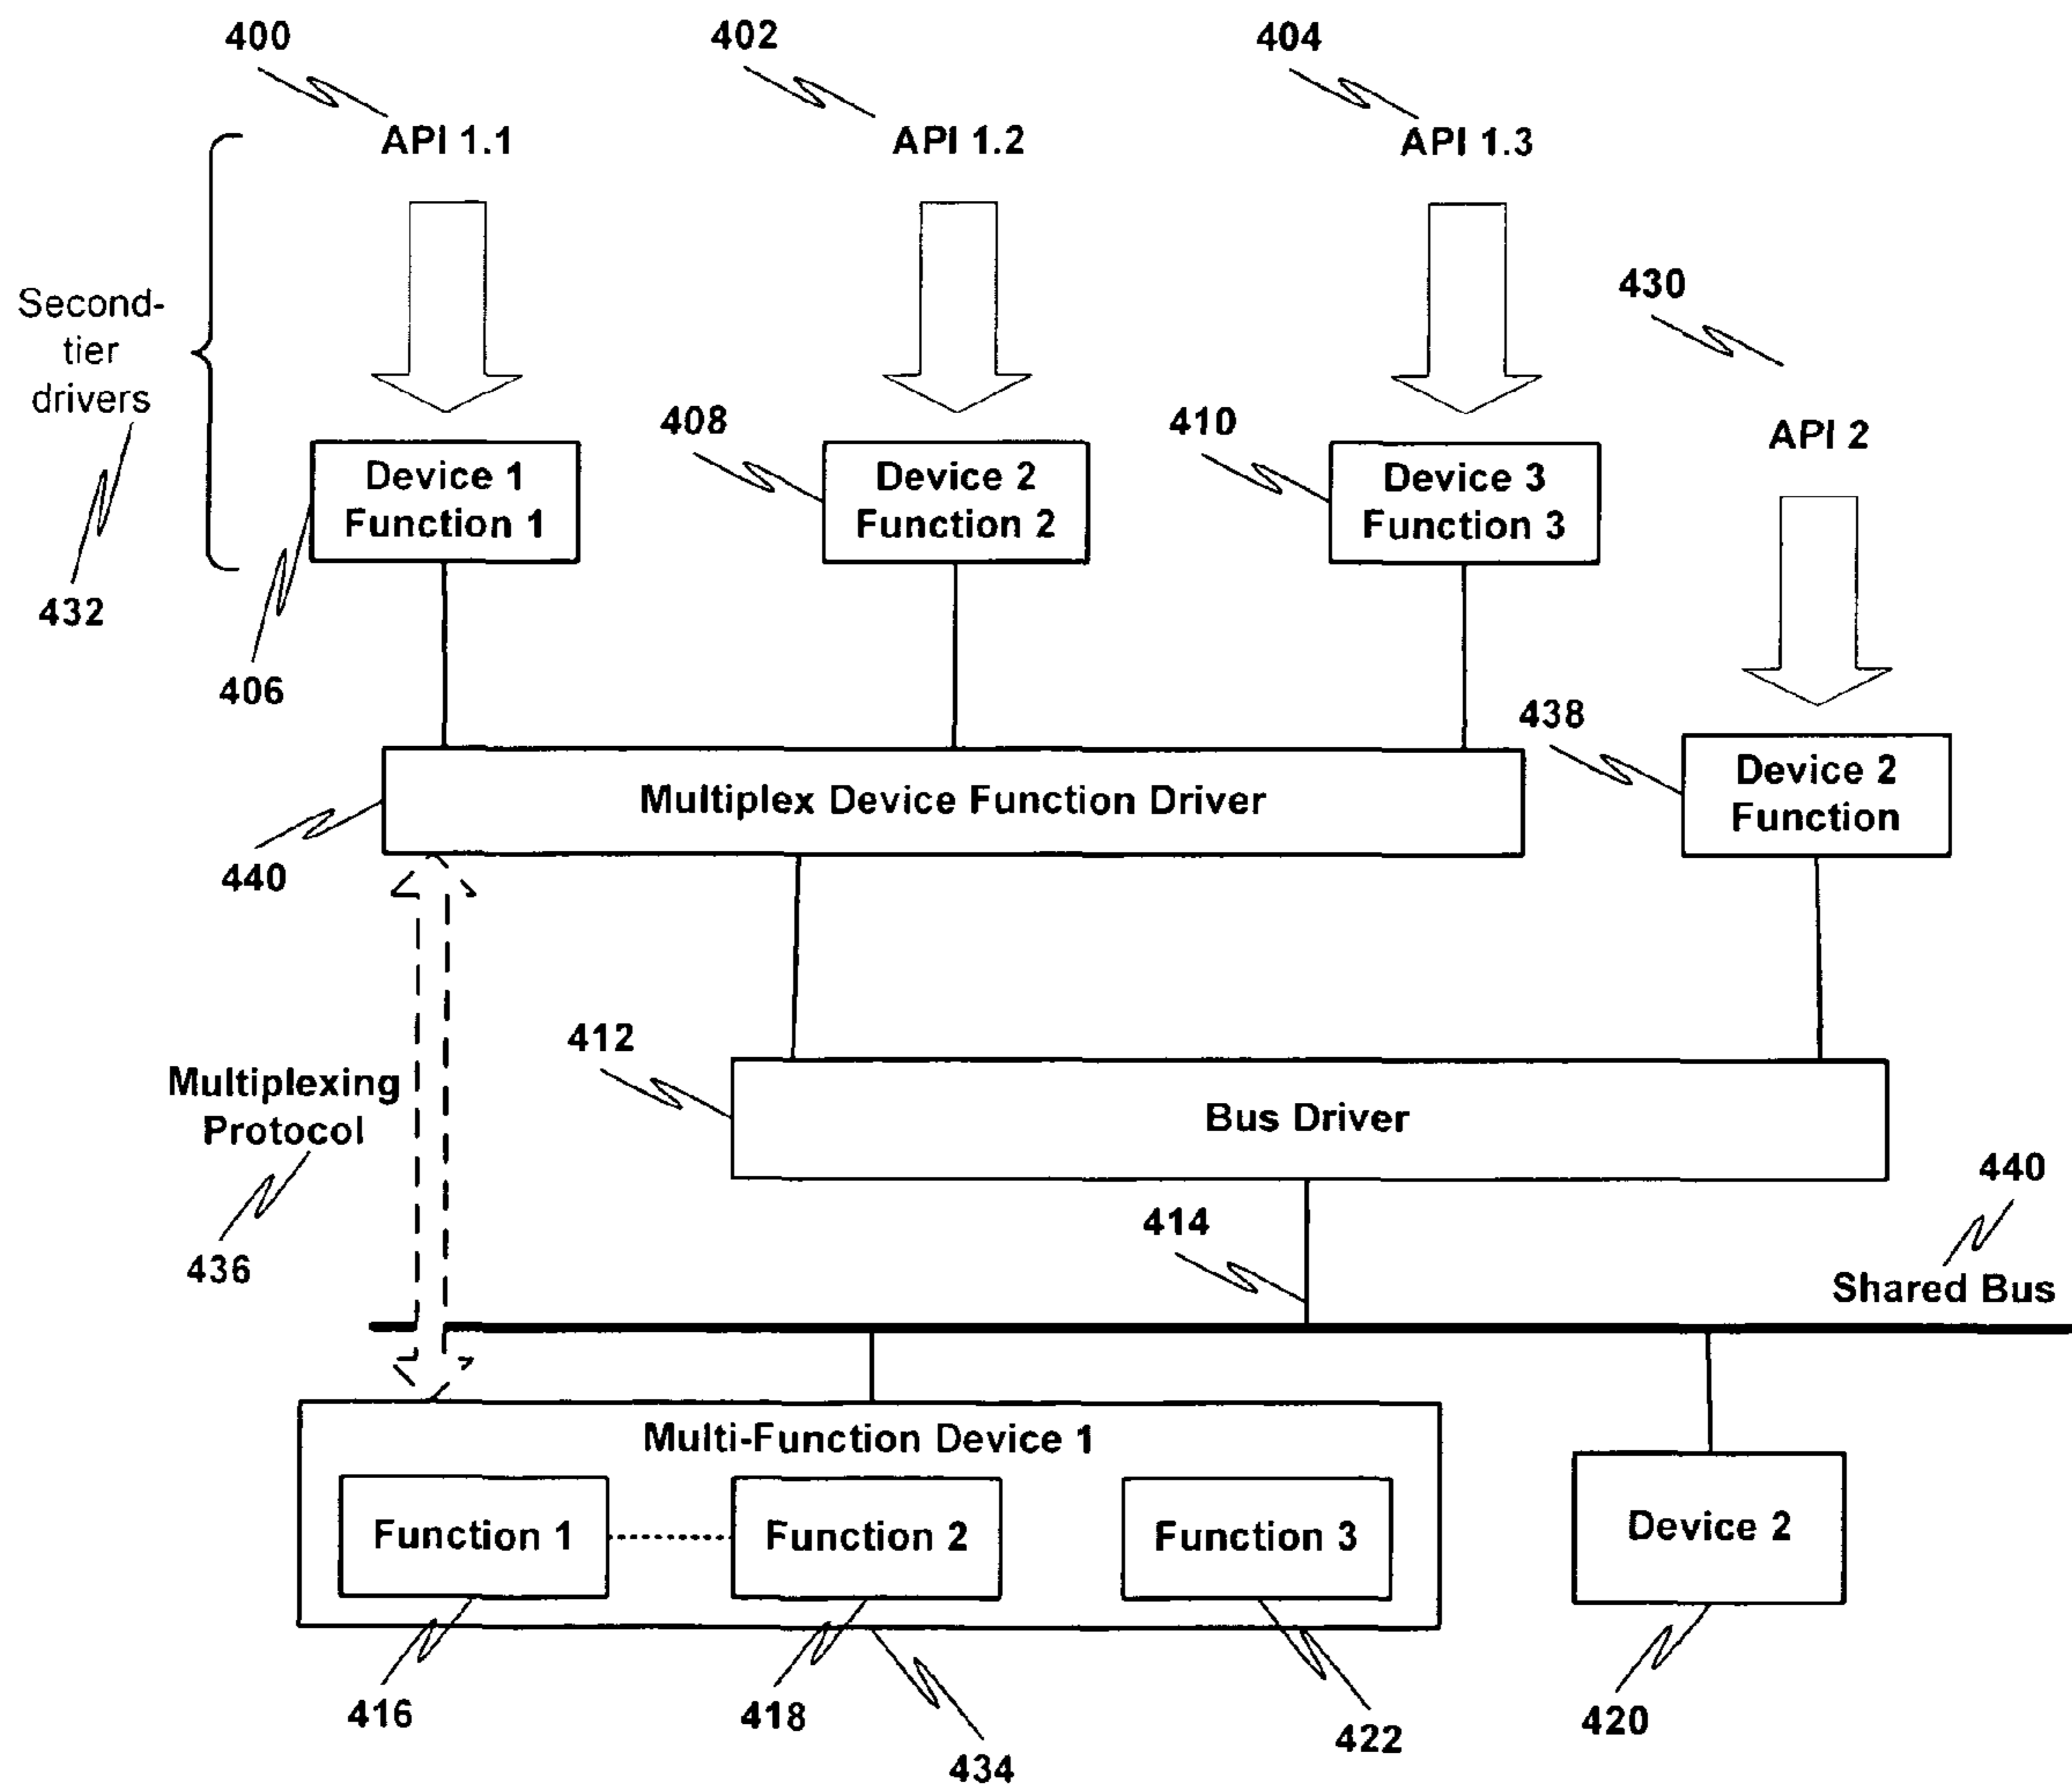 400
402
404
API 1.1
API 1.2
API 1.3
430
Second-
tier
drivers
408
410
API 2
Device 1
Function 1
Device 2
Function 2
Device 3
Function 3
432
406
438
Multiplex Device Function Driver
Device 2
Function
440
412
Multiplexing
Protocol
Bus Driver
440
414
436
Shared Bus
Multi-Function Device 1
Function 1
Function 2
Function 3
Device 2
416
418
422
420
434